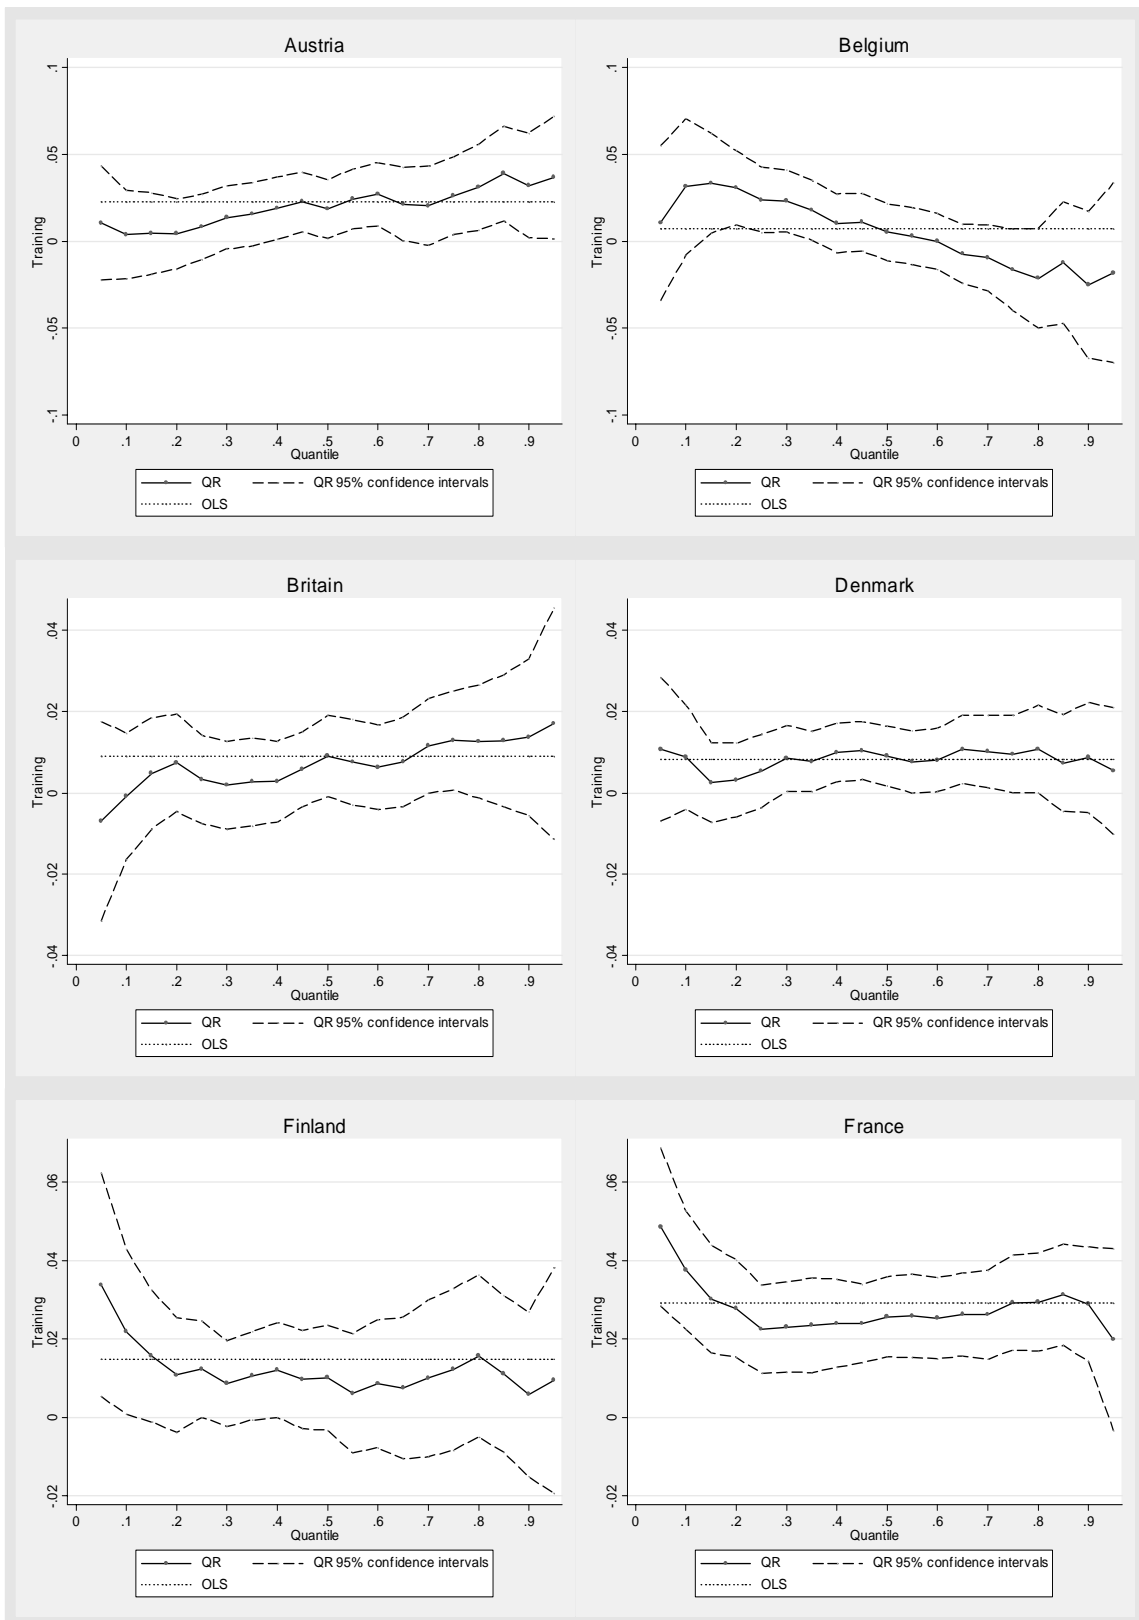 Austria
Training
.1
.05
0
-.05
-.1
0 .1 .2 .3 .4 .5 .6 .7 .8 .9
Quantile
QR QR 95% confidence intervals
OLS
Belgium
Training
.1
.05
0
-.05
-.1
0 .1 .2 .3 .4 .5 .6 .7 .8 .9
Quantile
QR QR 95% confidence intervals
OLS
Britain
Training
.04
.02
0
-.02
-.04
0 .1 .2 .3 .4 .5 .6 .7 .8 .9
Quantile
QR QR 95% confidence intervals
OLS
Denmark
Training
.04
.02
0
-.02
-.04
0 .1 .2 .3 .4 .5 .6 .7 .8 .9
Quantile
QR QR 95% confidence intervals
OLS
Finland
Training
.06
.04
.02
0
-.02
0 .1 .2 .3 .4 .5 .6 .7 .8 .9
Quantile
QR QR 95% confidence intervals
OLS
France
Training
.06
.04
.02
0
-.02
0 .1 .2 .3 .4 .5 .6 .7 .8 .9
Quantile
QR QR 95% confidence intervals
OLS